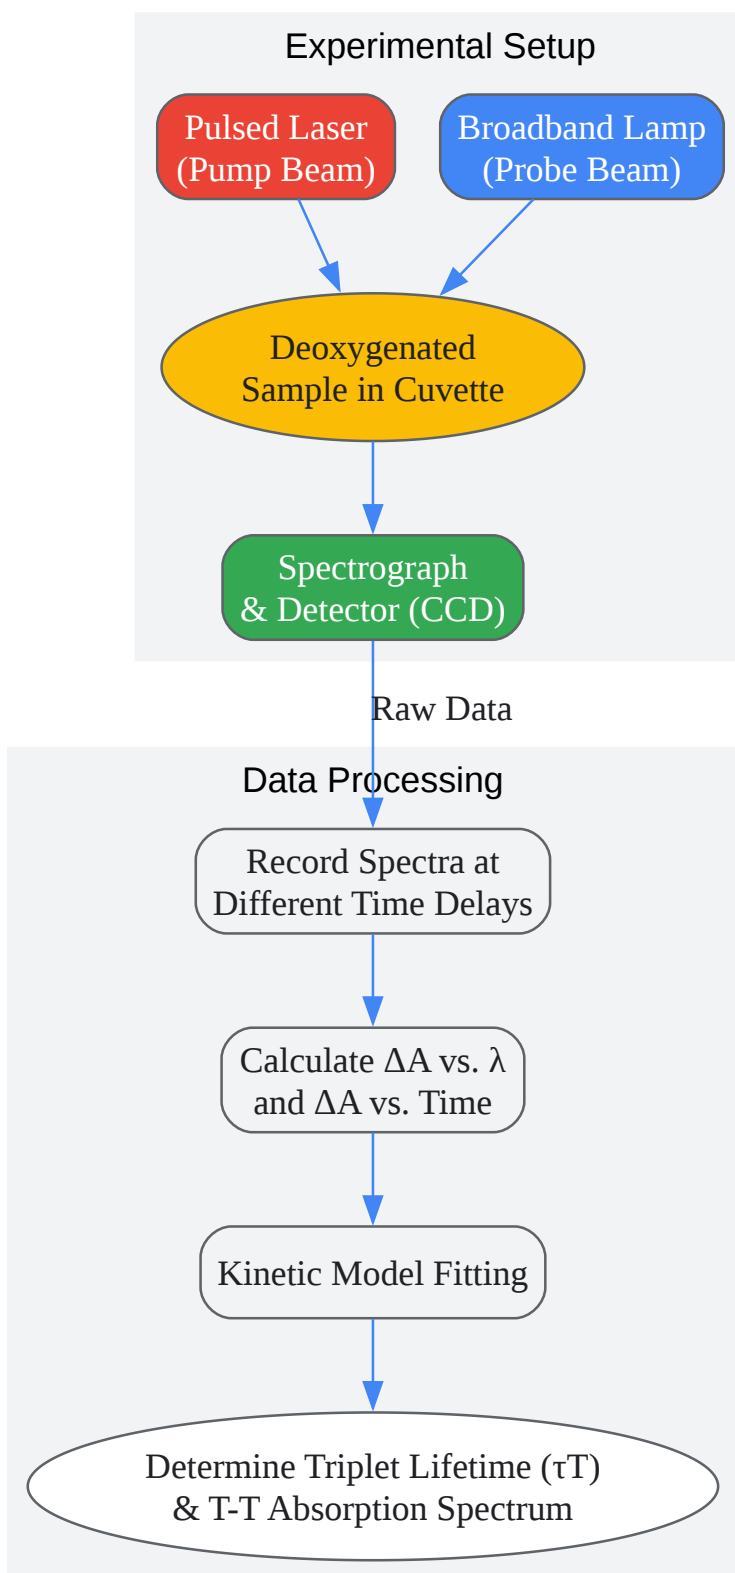 Experimental Setup
Pulsed Laser
(Pump Beam)
Broadband Lamp
(Probe Beam)
Deoxygenated
Sample in Cuvette
Spectrograph
& Detector (CCD)
Raw Data
Data Processing
Record Spectra at
Different Time Delays
Calculate ΔA vs. λ
and ΔA vs. Time
Kinetic Model Fitting
Determine Triplet Lifetime (τT)
& T-T Absorption Spectrum